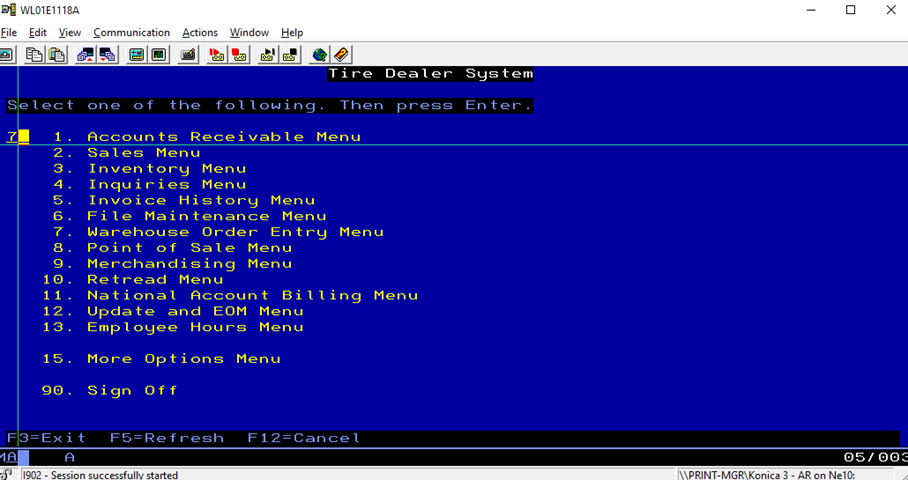 WL01E1118A
File Edit View Communication Actions Window Help
Tire Dealer System
Select one of the following. Then press Enter.
7 1. Accounts Receivable Menu
2. Sales Menu
3. Inventory Menu
4. Inquiries Menu
5. Invoice History Menu
6. File Maintenance Menu
7. Warehouse Order Entry Menu
8. Point of Sale Menu
9. Merchandising Menu
10. Retread Menu
11. National Account Billing Menu
12. Update and EOM Menu
13. Employee Hours Menu
15. More Options Menu
90. Sign Off
F3=Exit F5=Refresh F12=Cancel
MA A 05/003
I902 - Session successfully started \\PRINT-MGR\Konica 3 - AR on Ne10: